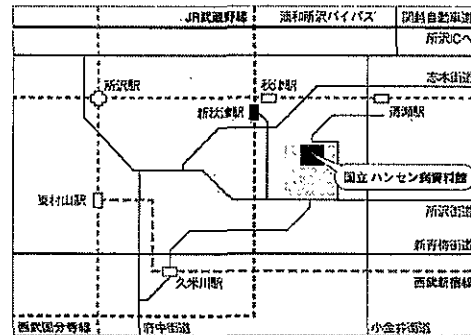 JR武蔵野線
浦和所沢バイパス
関越自動車道
所沢ICへ
志木街道
所沢駅
秋津駅
新秋津駅
清瀬駅
国立 ハンセン病資料館
東村山駅
所沢街道
新青梅街道
久米川駅
西武新宿線
西武国分寺線
府中街道
小金井街道